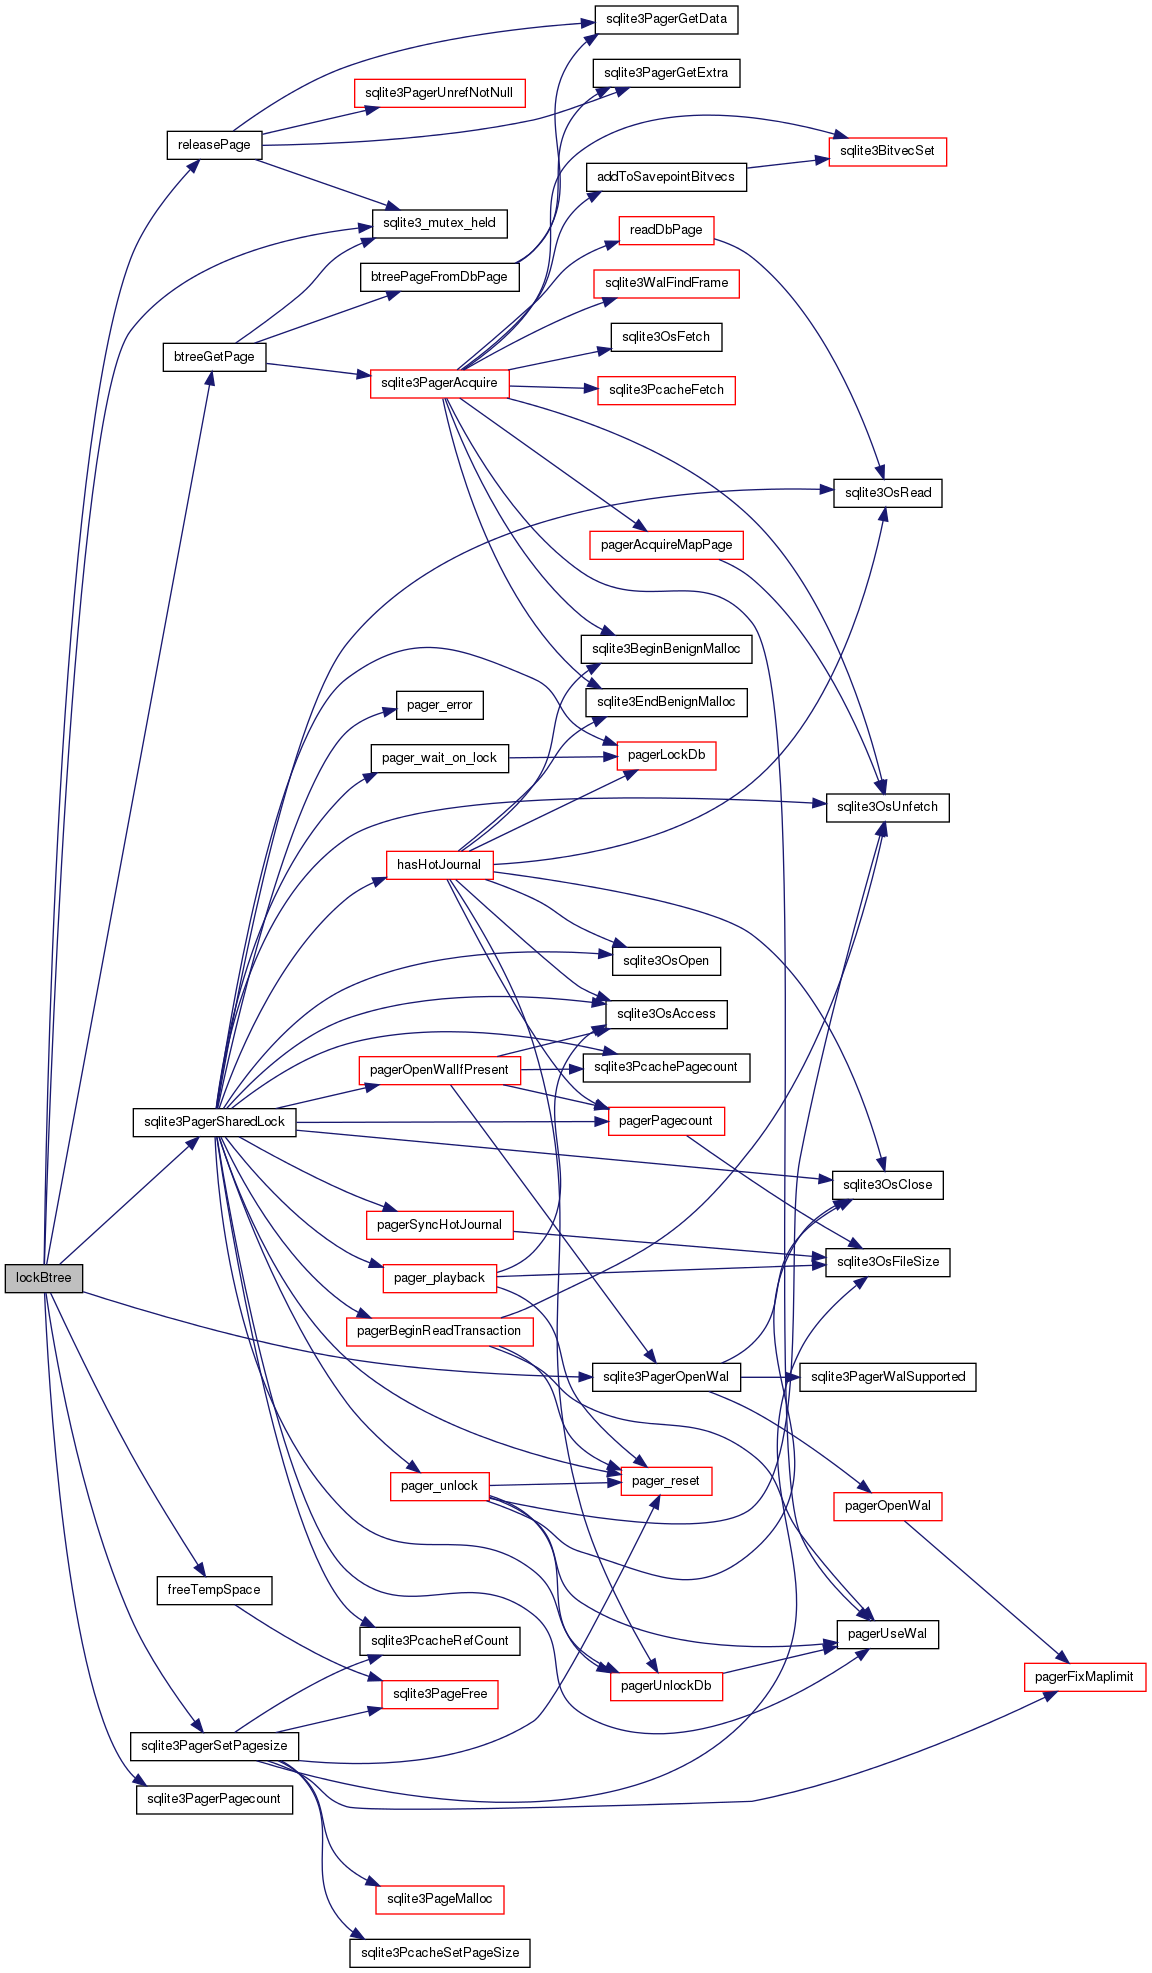 sqlite3PagerGetData
sqlite3PagerGetExtra
sqlite3PagerUnrefNotNull
releasePage
sqlite3BitvecSet
addToSavepointBitvecs
sqlite3_mutex_held
readDbPage
btreePageFromDbPage
sqlite3WalFindFrame
sqlite3OsFetch
btreeGetPage
sqlite3PagerAcquire
sqlite3PcacheFetch
sqlite3OsRead
pagerAcquireMapPage
sqlite3BeginBenignMalloc
sqlite3EndBenignMalloc
pager_error
pager_wait_on_lock
pagerLockDb
sqlite3OsUnfetch
hasHotJournal
sqlite3OsOpen
sqlite3OsAccess
pagerOpenWalIfPresent
sqlite3PcachePagecount
sqlite3PagerSharedLock
pagerPagecount
sqlite3OsClose
pagerSyncHotJournal
sqlite3OsFileSize
lockBtree
pager_playback
pagerBeginReadTransaction
sqlite3PagerOpenWal
sqlite3PagerWalSupported
pager_unlock
pager_reset
pagerOpenWal
freeTempSpace
sqlite3PcacheRefCount
pagerUseWal
pagerFixMaplimit
pagerUnlockDb
sqlite3PageFree
sqlite3PagerSetPagesize
sqlite3PagerPagecount
sqlite3PageMalloc
sqlite3PcacheSetPageSize